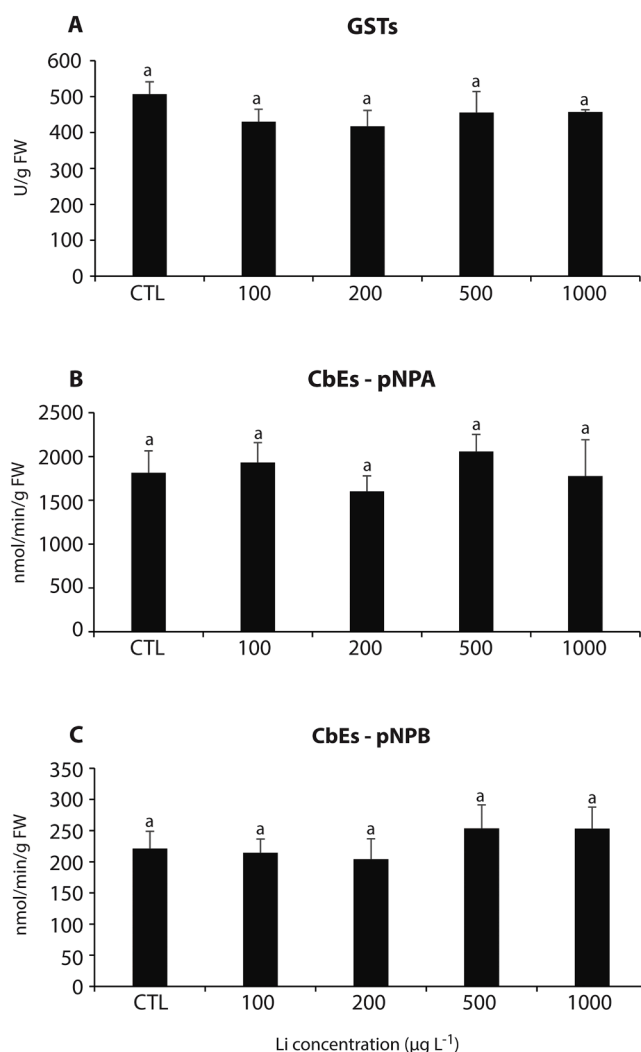 A GSTs
600
500
400
300
200
100
0
U/g FW
a a a a a
CTL 100 200 500 1000
B CbEs - pNPA
2500
2000
1500
1000
500
0
nmol/min/g FW
a a a a a
CTL 100 200 500 1000
C CbEs - pNPB
350
300
250
200
150
100
50
0
nmol/min/g FW
a a a a a
CTL 100 200 500 1000
Li concentration (µg L⁻¹)